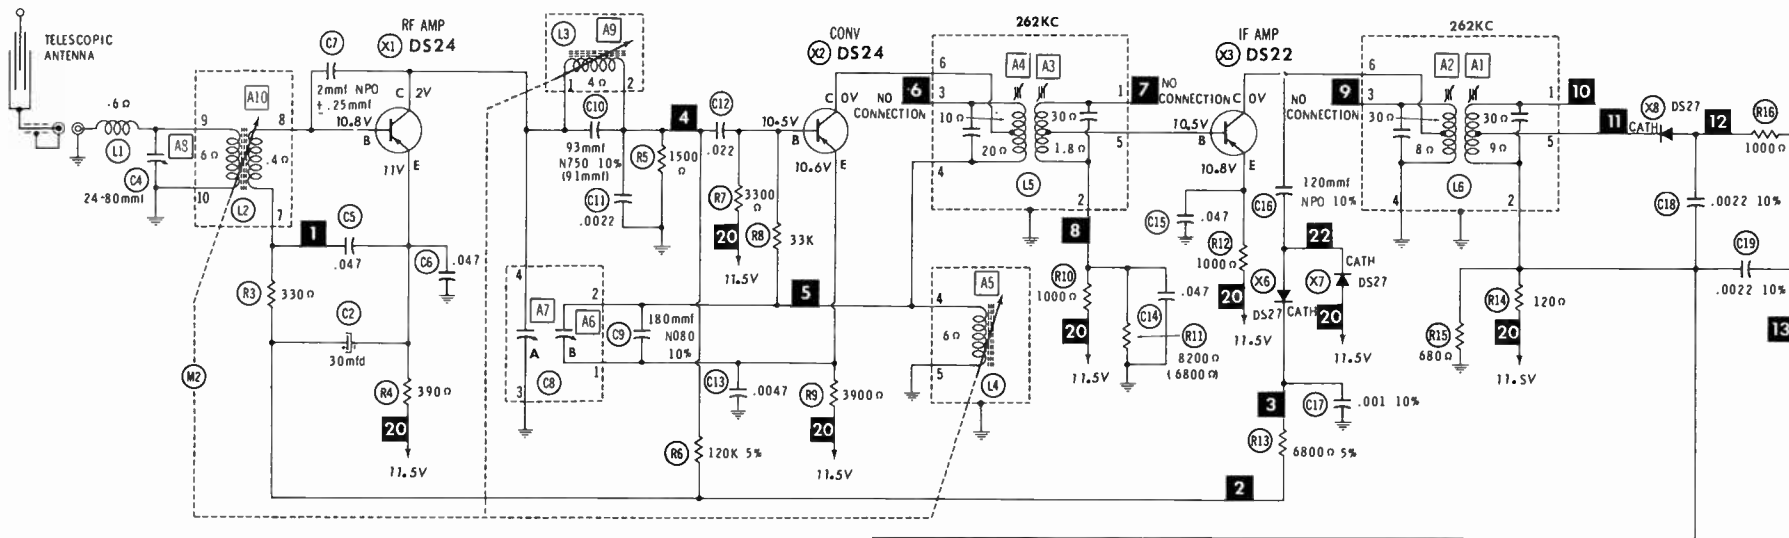 TELESCOPIC
ANTENNA
.6Ω
L1
A8
C4
24-80mmf
9
10
A10
8
7
6Ω
.4Ω
L2
C7
2mmf NPO
±.25mmf
RF AMP
X1 DS24
C 2V
10.8V
B
E
11V
1
C5
.047
C6
.047
R3
330Ω
C2
30mfd
R4
390Ω
20
11.5V
M2
L3
A9
4Ω
1
2
C10
93mmf
N750 10%
(91mmf)
C11
.0022
R5
1500
Ω
4
C12
.022
R7
3300
Ω
20
11.5V
R8
33K
4
A7
A
3
C8
2
A6
B
1
C9
180mmf
N080
10%
5
C13
.0047
R6
120K 5%
CONV
X2 DS24
C 0V
10.5V
B
E
10.6V
R9
3900Ω
20
11.5V
262KC
6
6
3
NO
CONNECTION
4
A4
A3
10Ω
20Ω
30Ω
1.8Ω
1
5
2
L5
A5
4
6Ω
5
L4
7
NO
CONNECTION
8
R10
1000Ω
20
11.5V
C14
.047
R11
8200Ω
(6800Ω)
IF AMP
X3 DS22
C 0V
10.5V
B
E
10.8V
C15
.047
R12
1000Ω
20
11.5V
C16
120mmf
NPO 10%
22
X6
DS27 CATH
CATH
X7
DS27
20
11.5V
3
C17
.001 10%
R13
6800Ω 5%
2
262KC
9
NO
CONNECTION
6
3
4
A2
A1
30Ω
8Ω
30Ω
9Ω
1
5
2
L6
10
11
CATH
X8 DS27
12
R16
1000Ω
C18
.0022 10%
C19
.0022 10%
R15
680Ω
R14
120Ω
20
11.5V
13